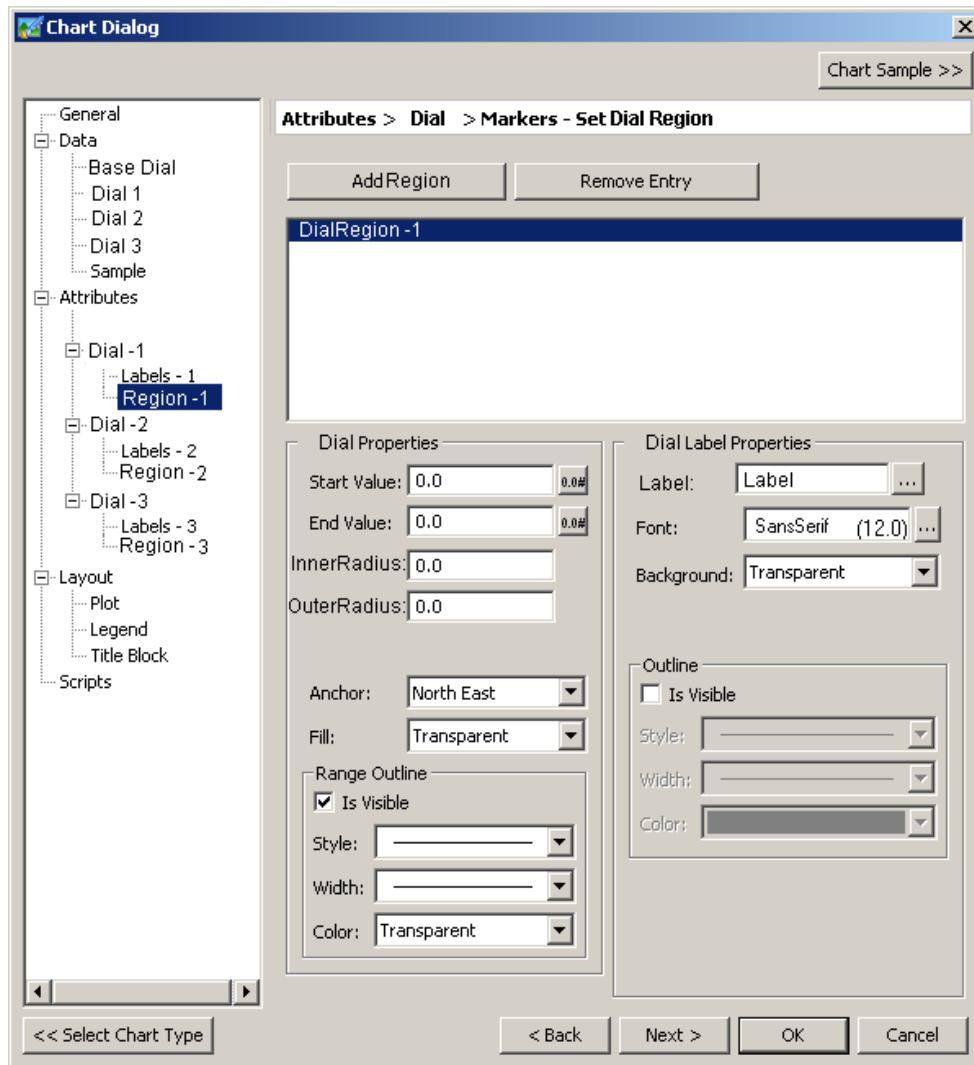 Chart Dialog
Chart Sample >>
General
Data
Base Dial
Dial 1
Dial 2
Dial 3
Sample
Attributes
Dial -1
Labels - 1
Region -1
Dial -2
Labels - 2
Region -2
Dial -3
Labels - 3
Region -3
Layout
Plot
Legend
Title Block
Scripts
Attributes > Dial > Markers - Set Dial Region
Add Region Remove Entry
DialRegion -1
Dial Properties
Start Value: 0.0 0.0#
End Value: 0.0 0.0#
InnerRadius: 0.0
OuterRadius: 0.0
Anchor: North East
Fill: Transparent
Range Outline
Is Visible
Style:
Width:
Color: Transparent
Dial Label Properties
Label: Label ...
Font: SansSerif (12.0) ...
Background: Transparent
Outline
Is Visible
Style:
Width:
Color:
<< Select Chart Type < Back Next > OK Cancel